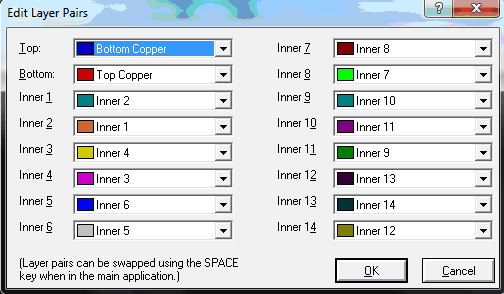 Edit Layer Pairs
?
Top: Bottom Copper
Bottom: Top Copper
Inner 1 Inner 2
Inner 2 Inner 1
Inner 3 Inner 4
Inner 4 Inner 3
Inner 5 Inner 6
Inner 6 Inner 5
Inner 7 Inner 8
Inner 8 Inner 7
Inner 9 Inner 10
Inner 10 Inner 11
Inner 11 Inner 9
Inner 12 Inner 13
Inner 13 Inner 14
Inner 14 Inner 12
(Layer pairs can be swapped using the SPACE
key when in the main application.)
OK Cancel